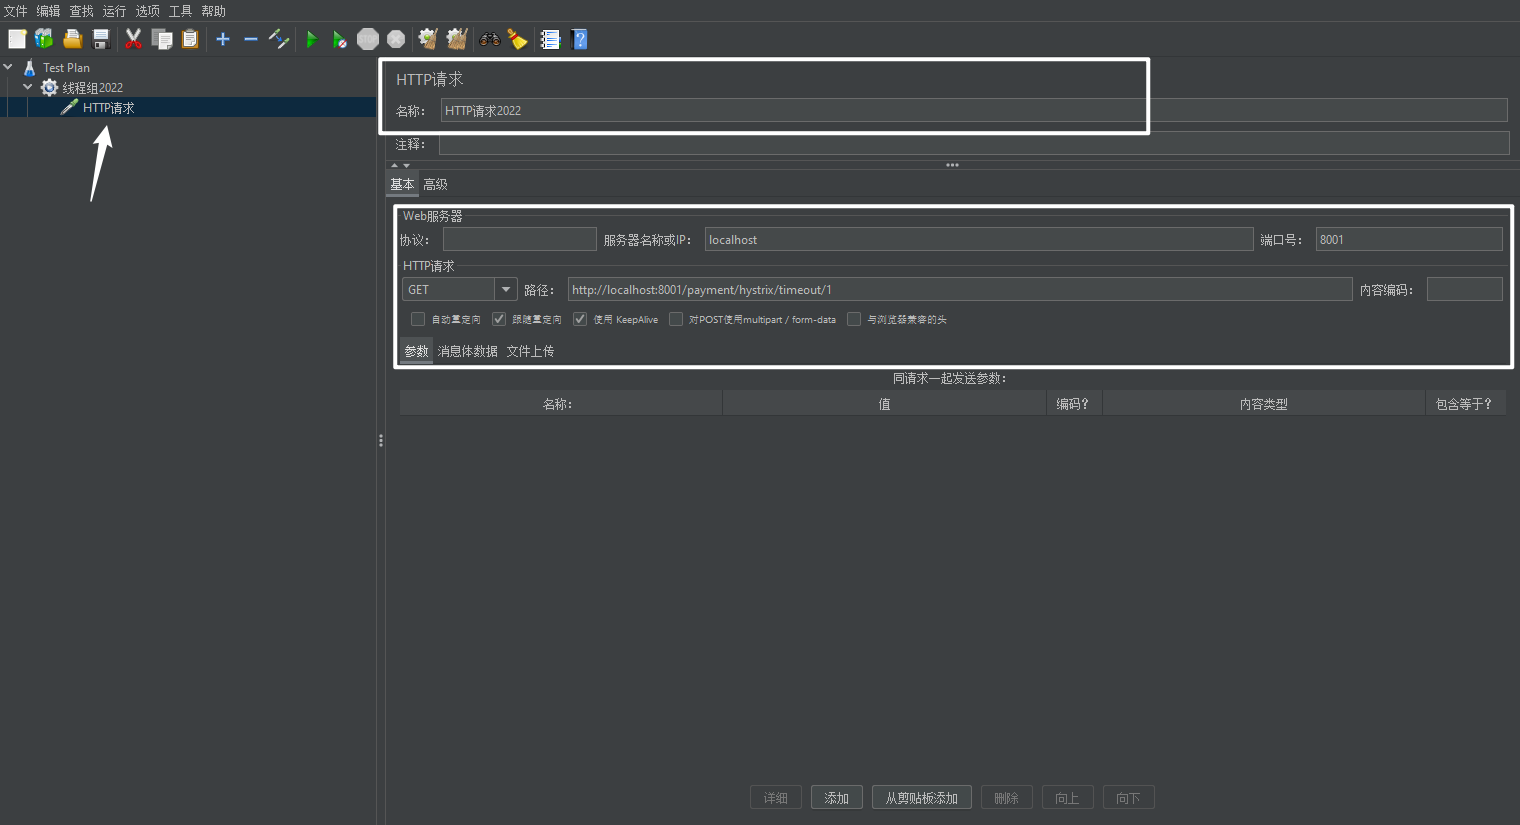 文件 编辑 查找 运行 选项 工具 帮助
STOP
Test Plan
线程组2022
HTTP请求
HTTP请求
名称： HTTP请求2022
注释：
基本 高级
Web服务器
协议： 服务器名称或IP： localhost 端口号： 8001
HTTP请求
GET 路径： http://localhost:8001/payment/hystrix/timeout/1 内容编码：
自动重定向 跟随重定向 使用 KeepAlive 对POST使用multipart / form-data 与浏览器兼容的头
参数 消息体数据 文件上传
同请求一起发送参数：
名称： 值 编码？ 内容类型 包含等于？
详细 添加 从剪贴板添加 删除 向上 向下